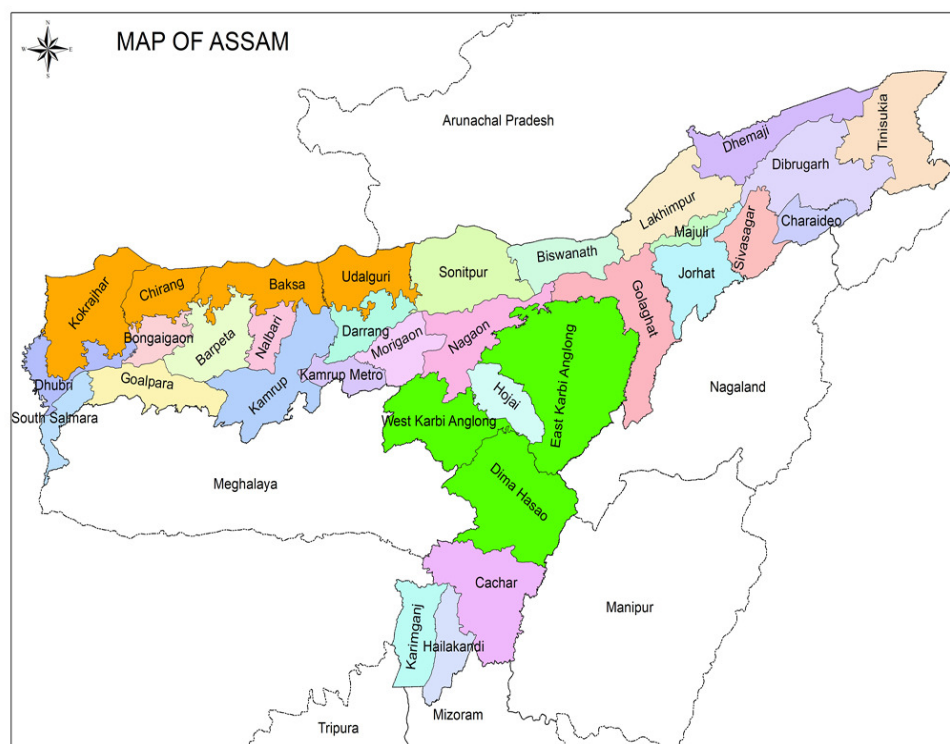 N
W
E
S
MAP OF ASSAM
Arunachal Pradesh
Tinisukia
Dhemaji
Dibrugarh
Lakhimpur
Majuli
Charaideo
Sivasagar
Biswanath
Sonitpur
Jorhat
Udalguri
Baksa
Chirang
Kokrajhar
Golaghat
Darrang
Nalbari
Bongaigaon
Barpeta
Morigaon
Nagaon
Kamrup Metro
Kamrup
Goalpara
Dhubri
East Karbi Anglong
Hojai
Nagaland
South Salmara
West Karbi Anglong
Meghalaya
Dima Hasao
Cachar
Manipur
Karimganj
Hailakandi
Mizoram
Tripura